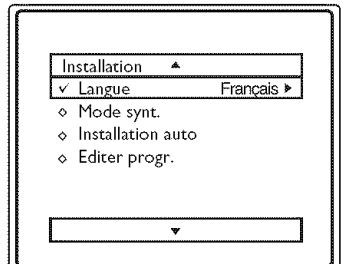 Installation
Langue Français
Mode synt.
Installation auto
Editer progr.